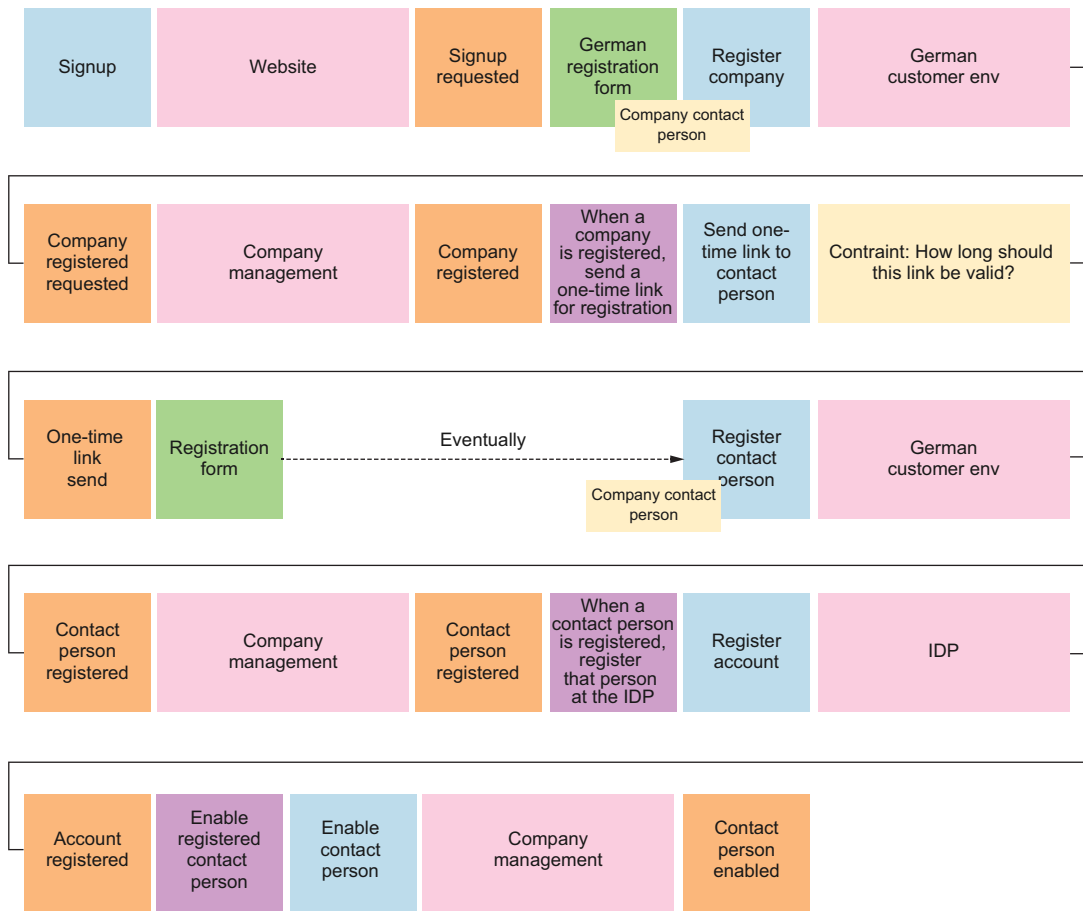 Signup
Website
Signup
requested
German
registration
form
Register
company
German
customer env
Company contact
person
Company
registered
requested
Company
management
Company
registered
When a
company
is registered,
send a
one-time link
for registration
Send one-
time link to
contact
person
Contraint: How long should
this link be valid?
One-time
link
send
Registration
form
Eventually
Register
contact
person
German
customer env
Company contact
person
Contact
person
registered
Company
management
Contact
person
registered
When a
contact person
is registered,
register
that person
at the IDP
Register
account
IDP
Account
registered
Enable
registered
contact
person
Enable
contact
person
Company
management
Contact
person
enabled